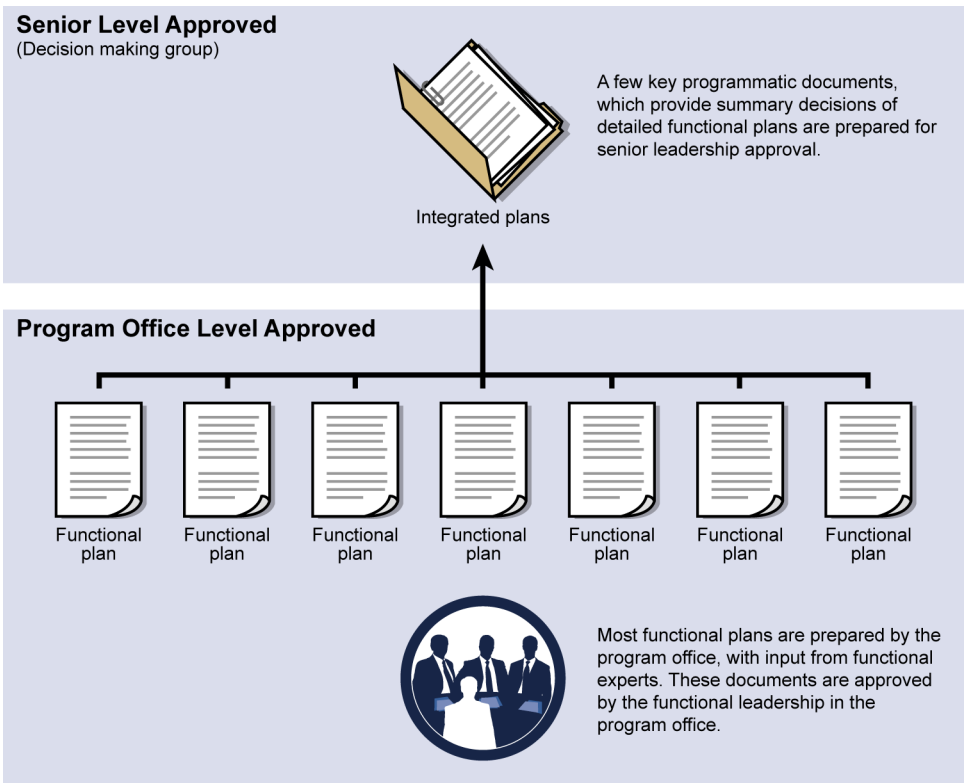 Senior Level Approved
(Decision making group)
A few key programmatic documents,
which provide summary decisions of
detailed functional plans are prepared for
senior leadership approval.
Integrated plans
Program Office Level Approved
Functional
plan
Functional
plan
Functional
plan
Functional
plan
Functional
plan
Functional
plan
Functional
plan
Most functional plans are prepared by the
program office, with input from functional
experts. These documents are approved
by the functional leadership in the
program office.